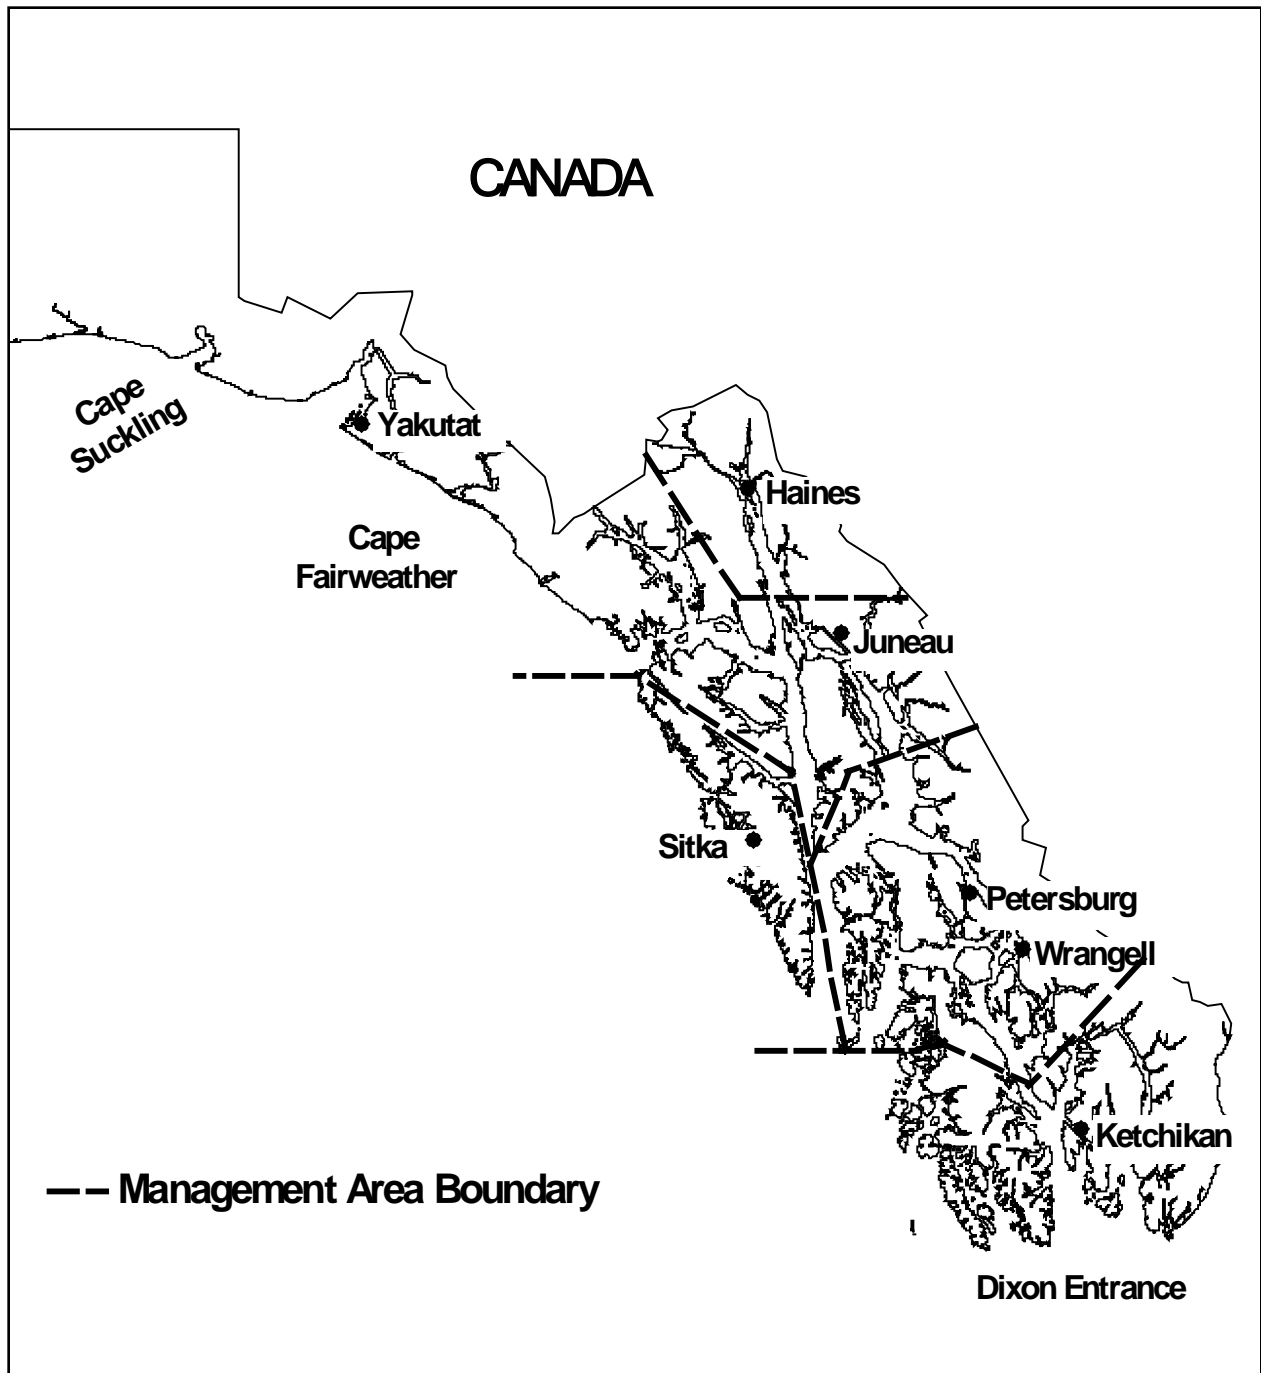 CANADA
Cape
Suckling
Yakutat
Haines
Cape
Fairweather
Juneau
Sitka
Petersburg
Wrangell
Ketchikan
Management Area Boundary
Dixon Entrance